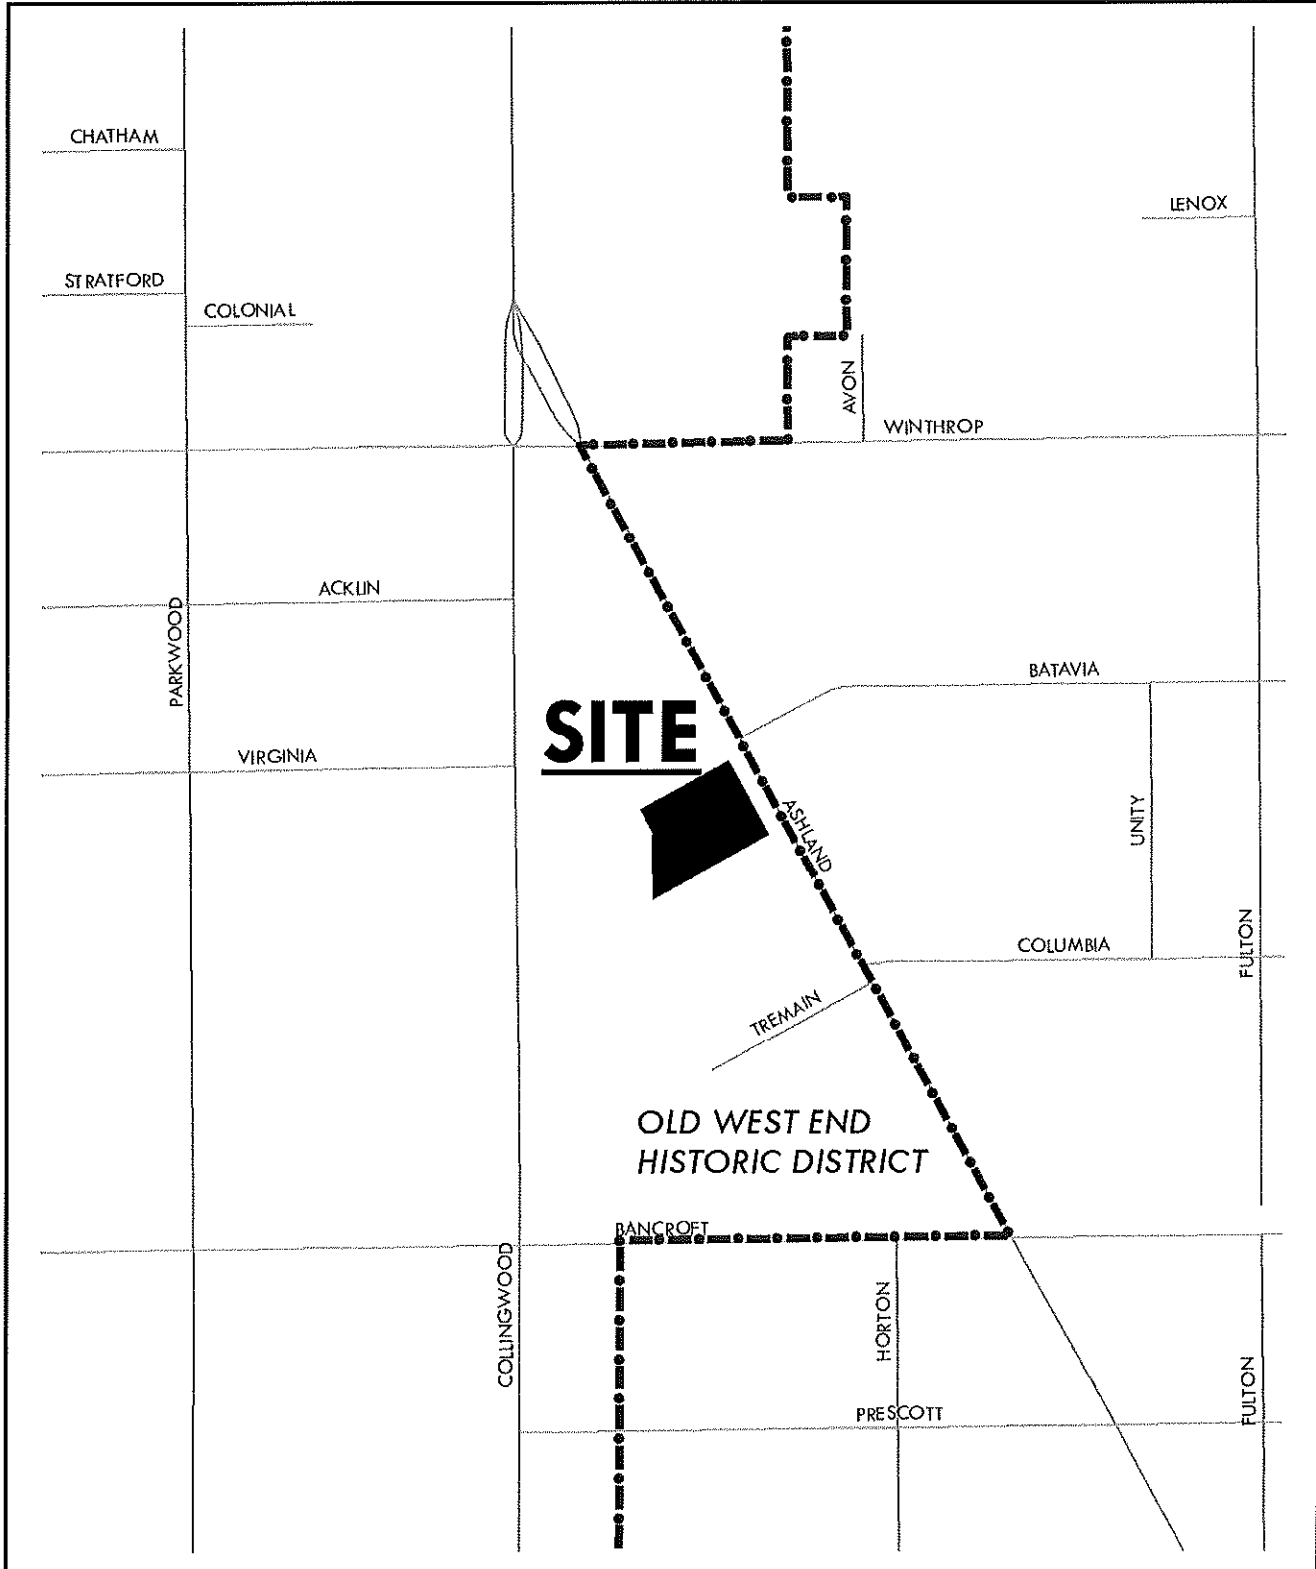 CHATHAM
LENOX
STRATFORD
COLONIAL
AVON
WINTHROP
ACKLIN
PARKWOOD
BATAVIA
SITE
VIRGINIA
ASHLAND
UNITY
FULTON
COLUMBIA
TREMAIN
OLD WEST END
HISTORIC DISTRICT
BANCROFT
COLLINGWOOD
HORTON
FULTON
PRESCOTT